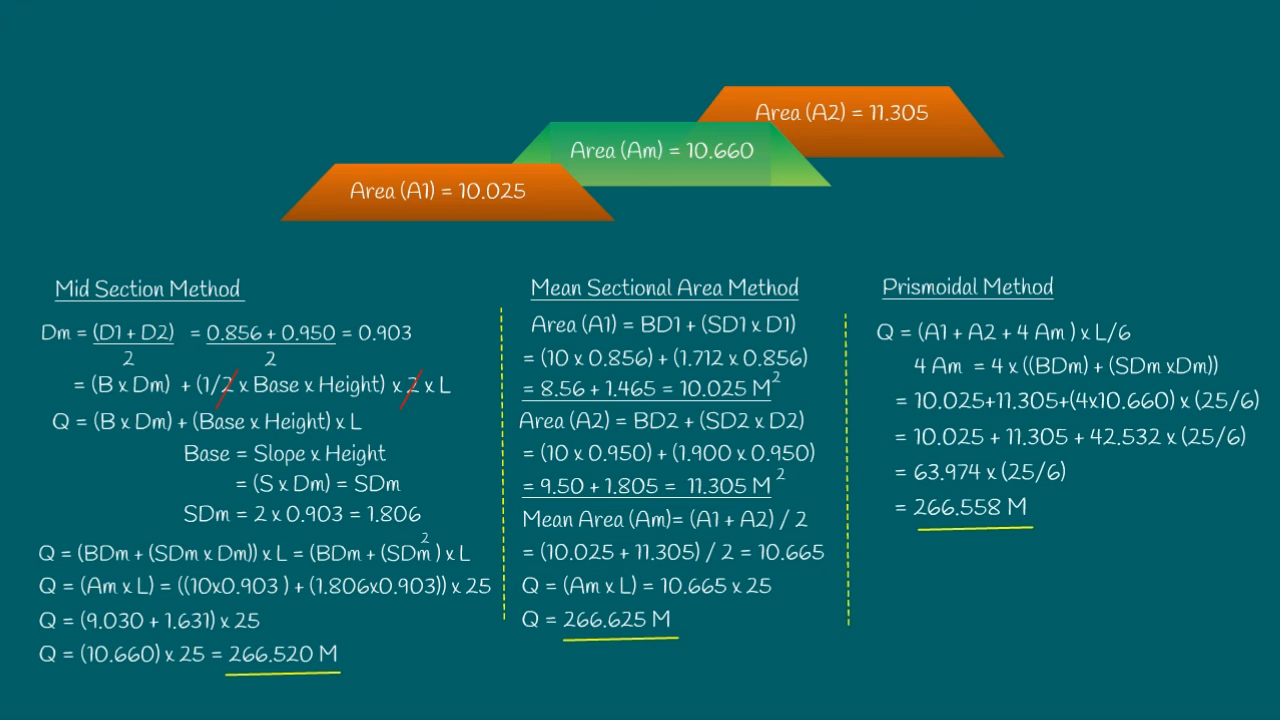 Area (A2) = 11.305
Area (Am) = 10.660
Area (A1) = 10.025
Mid Section Method
Dm = (D1 + D2) = 0.856 + 0.950 = 0.903
2 2
= (B x Dm) + (1/2 x Base x Height) x 2 x L
Q = (B x Dm) + (Base x Height) x L
Base = Slope x Height
= (S x Dm) = SDm
SDm = 2 x 0.903 = 1.806
Q = (BDm + (SDm x Dm)) x L = (BDm + (SDm²) x L
Q = (Am x L) = ((10x0.903 ) + (1.806x0.903)) x 25
Q = (9.030 + 1.631) x 25
Q = (10.660) x 25 = 266.520 M
Mean Sectional Area Method
Area (A1) = BD1 + (SD1 x D1)
= (10 x 0.856) + (1.712 x 0.856)
= 8.56 + 1.465 = 10.025 M²
Area (A2) = BD2 + (SD2 x D2)
= (10 x 0.950) + (1.900 x 0.950)
= 9.50 + 1.805 = 11.305 M²
Mean Area (Am)= (A1 + A2) / 2
= (10.025 + 11.305) / 2 = 10.665
Q = (Am x L) = 10.665 x 25
Q = 266.625 M
Prismoidal Method
Q = (A1 + A2 + 4 Am ) x L/6
4 Am = 4 x ((BDm) + (SDm xDm))
= 10.025+11.305+(4x10.660) x (25/6)
= 10.025 + 11.305 + 42.532 x (25/6)
= 63.974 x (25/6)
= 266.558 M